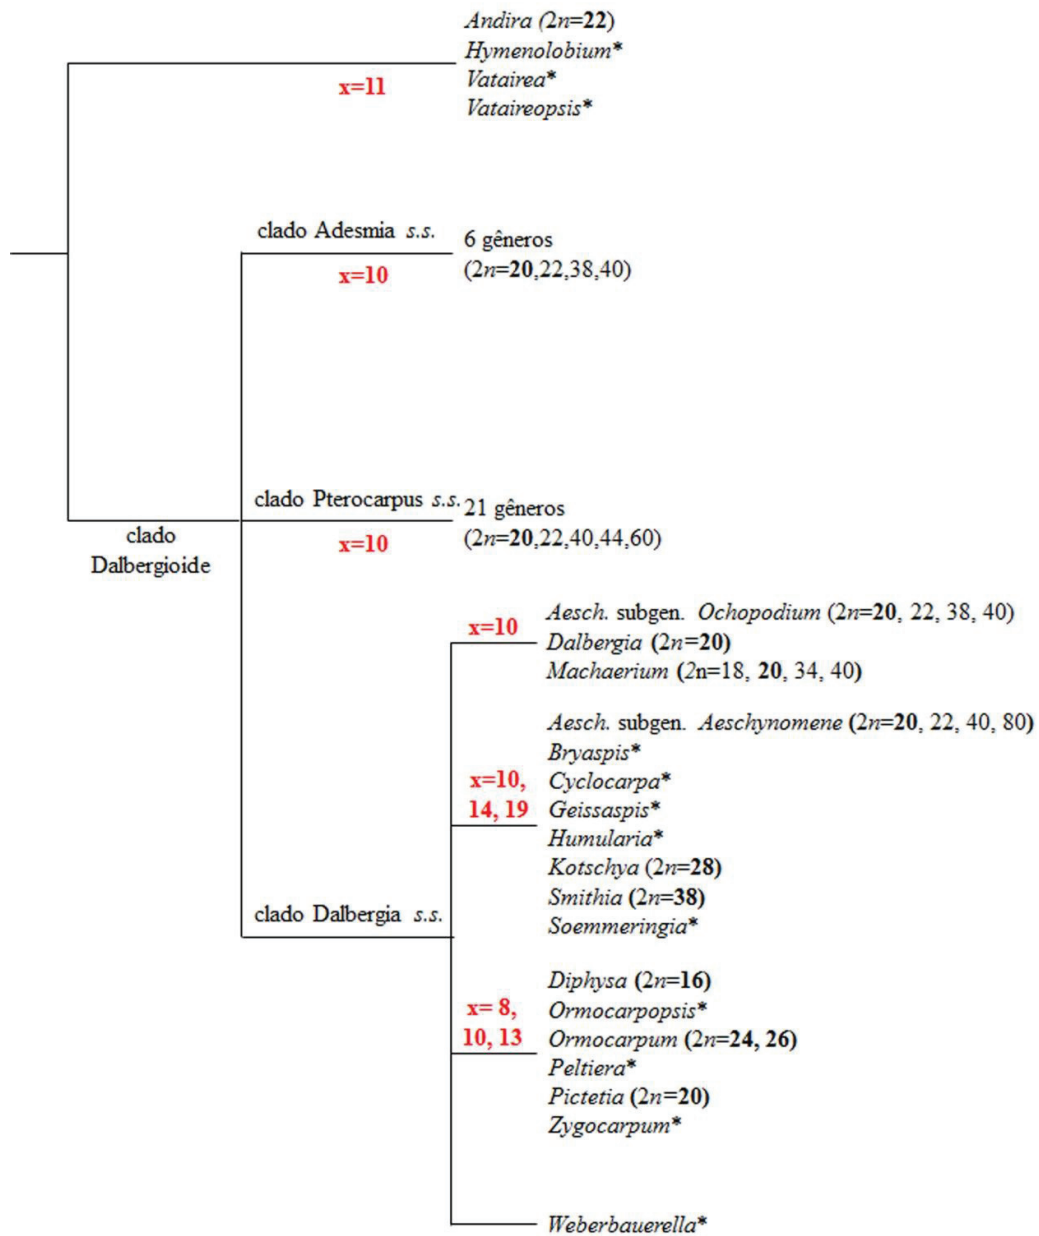 Andira (2n=22)
Hymenolobium*
Vatairea*
Vataireopsis*
x=11
clado Adesmia s.s.
x=10
6 gêneros
(2n=20,22,38,40)
clado
Dalbergioide
clado Pterocarpus s.s.
x=10
21 gêneros
(2n=20,22,40,44,60)
clado Dalbergia s.s.
x=10
Aesch. subgen. Ochopodium (2n=20, 22, 38, 40)
Dalbergia (2n=20)
Machaerium (2n=18, 20, 34, 40)
x=10,
14, 19
Aesch. subgen. Aeschynomene (2n=20, 22, 40, 80)
Bryaspis*
Cyclocarpa*
Geissaspis*
Humularia*
Kotschya (2n=28)
Smithia (2n=38)
Soemmeringia*
x= 8,
10, 13
Diphysa (2n=16)
Ormocarpopsis*
Ormocarpum (2n=24, 26)
Peltiera*
Pictetia (2n=20)
Zygocarpum*
Weberbauerella*